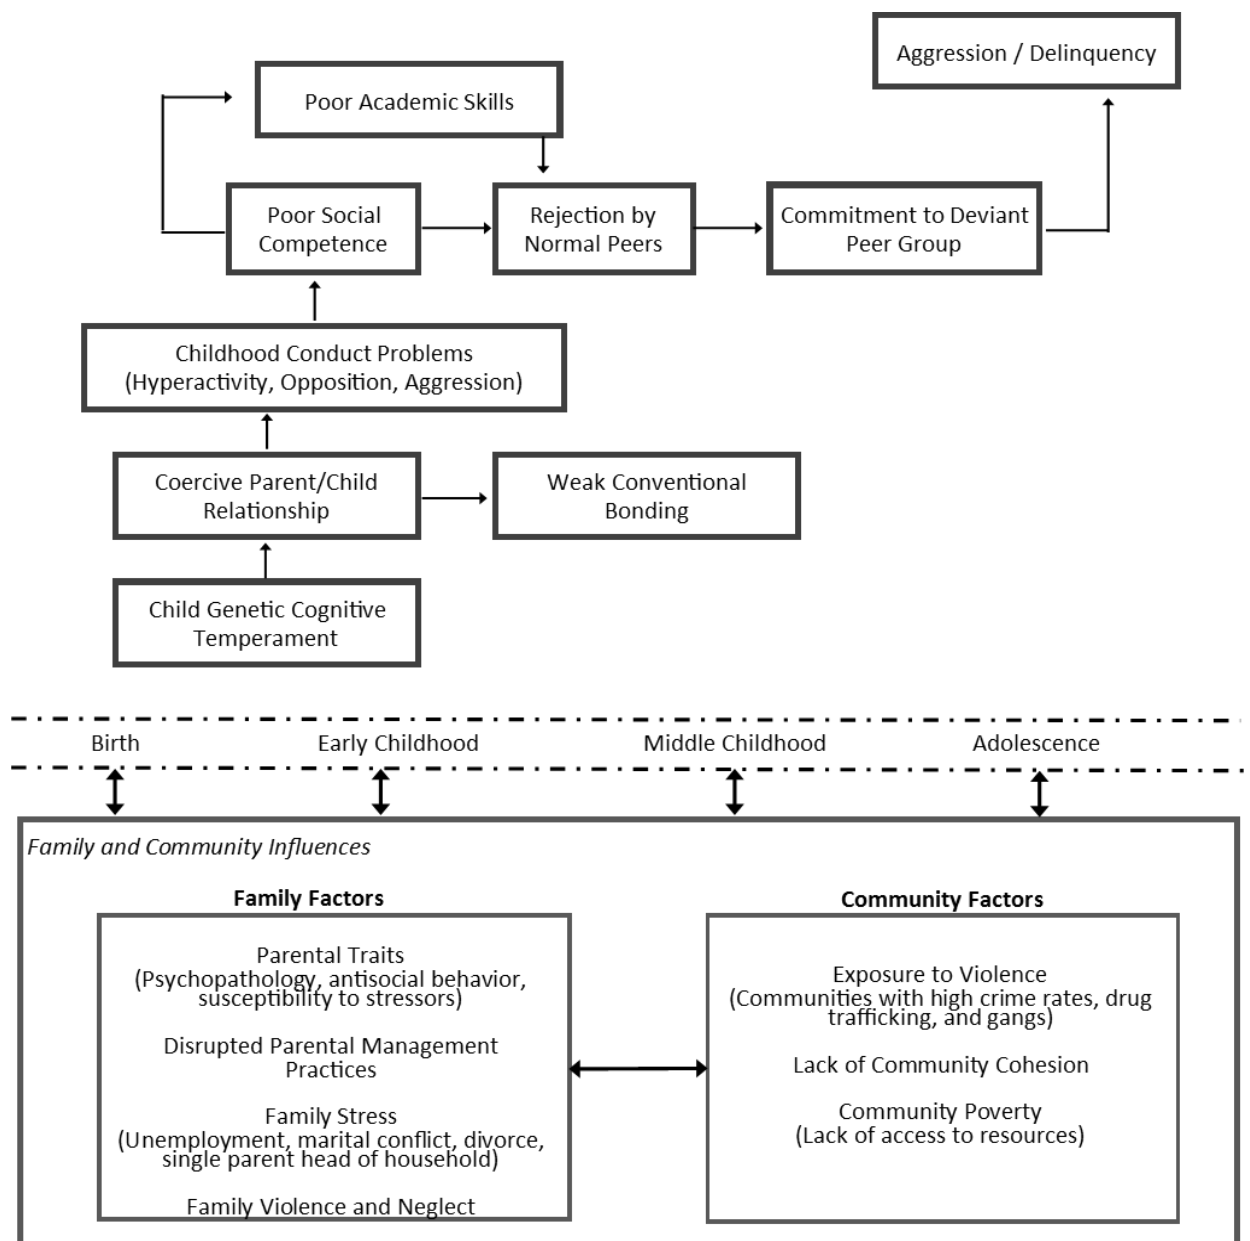 Aggression / Delinquency
Poor Academic Skills
Poor Social
Competence
Rejection by
Normal Peers
Commitment to Deviant
Peer Group
Childhood Conduct Problems
(Hyperactivity, Opposition, Aggression)
Coercive Parent/Child
Relationship
Weak Conventional
Bonding
Child Genetic Cognitive
Temperament
Birth
Early Childhood
Middle Childhood
Adolescence
Family and Community Influences
Family Factors
Parental Traits
(Psychopathology, antisocial behavior,
susceptibility to stressors)
Disrupted Parental Management
Practices
Family Stress
(Unemployment, marital conflict, divorce,
single parent head of household)
Family Violence and Neglect
Community Factors
Exposure to Violence
(Communities with high crime rates, drug
trafficking, and gangs)
Lack of Community Cohesion
Community Poverty
(Lack of access to resources)